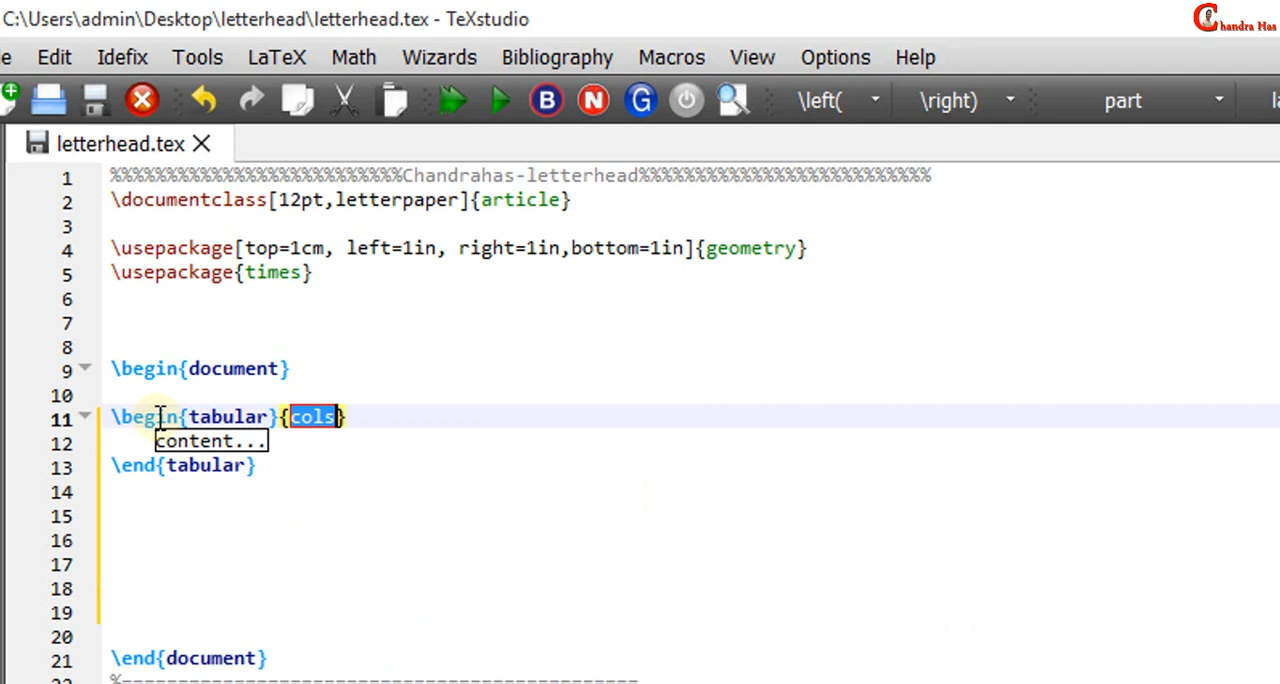 C:\Users\admin\Desktop\letterhead\letterhead.tex - TeXstudio
Chandra Has
Edit Idefix Tools LaTeX Math Wizards Bibliography Macros View Options Help
B N G \left( \right) part
letterhead.tex
1 %%%%%%%%%%%%%%%%%%%%%%%%%%Chandrahas-letterhead%%%%%%%%%%%%%%%%%%%%%%%%%%
2 \documentclass[12pt,letterpaper]{article}
3
4 \usepackage[top=1cm, left=1in, right=1in,bottom=1in]{geometry}
5 \usepackage{times}
6
7
8
9 \begin{document}
10
11 \begin{tabular}{cols}
12 content...
13 \end{tabular}
14
15
16
17
18
19
20
21 \end{document}